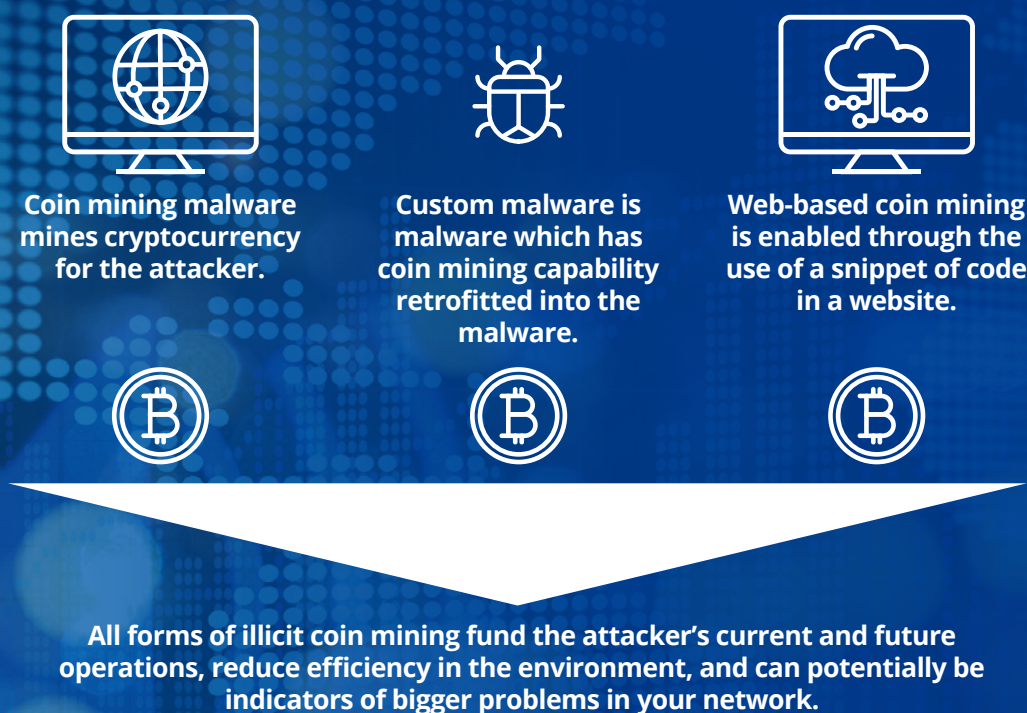 Coin mining malware
mines cryptocurrency
for the attacker.
Custom malware is
malware which has
coin mining capability
retrofitted into the
malware.
Web-based coin mining
is enabled through the
use of a snippet of code
in a website.
All forms of illicit coin mining fund the attacker’s current and future
operations, reduce efficiency in the environment, and can potentially be
indicators of bigger problems in your network.